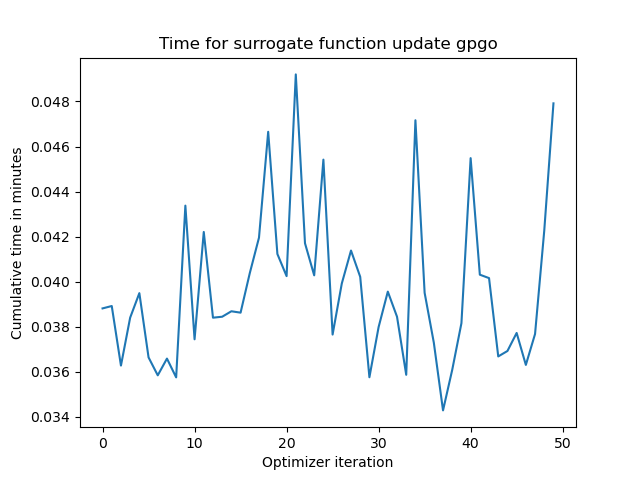 Time for surrogate function update gpgo
0.048
0.046
0.044
0.042
0.040
0.038
0.036
0.034
Cumulative time in minutes
0 10 20 30 40 50
Optimizer iteration